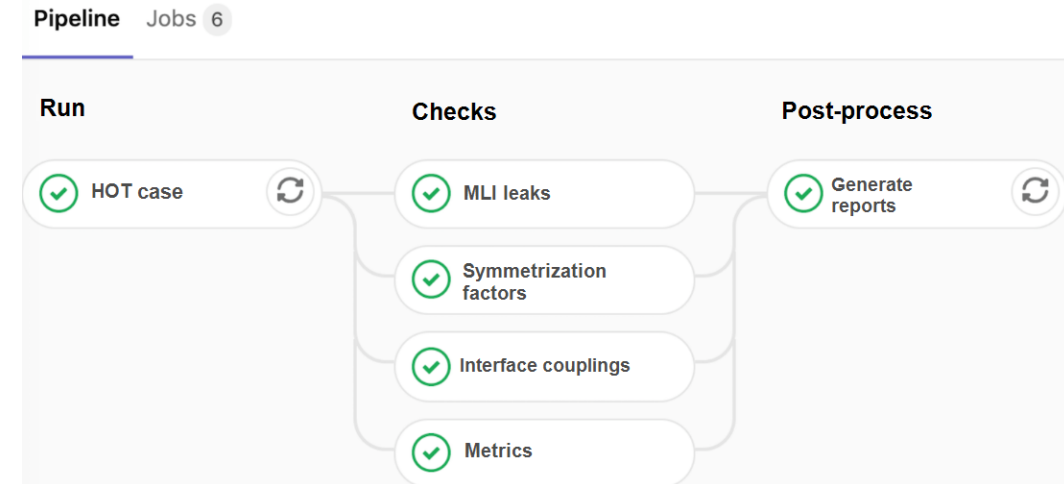 Pipeline Jobs 6
Run
Checks
Post-process
HOT case
MLI leaks
Generate
reports
Symmetrization
factors
Interface couplings
Metrics